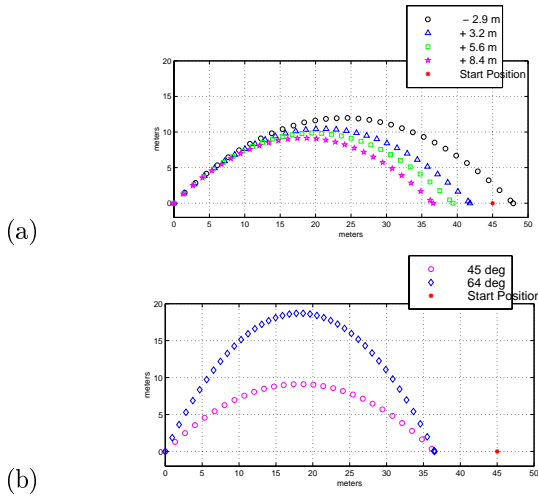 − 2.9 m
+ 3.2 m
+ 5.6 m
+ 8.4 m
Start Position
20
15
10
5
0
meters
0 5 10 15 20 25 30 35 40 45 50
meters
(a)
45 deg
64 deg
Start Position
20
15
10
5
0
meters
0 5 10 15 20 25 30 35 40 45 50
meters
(b)